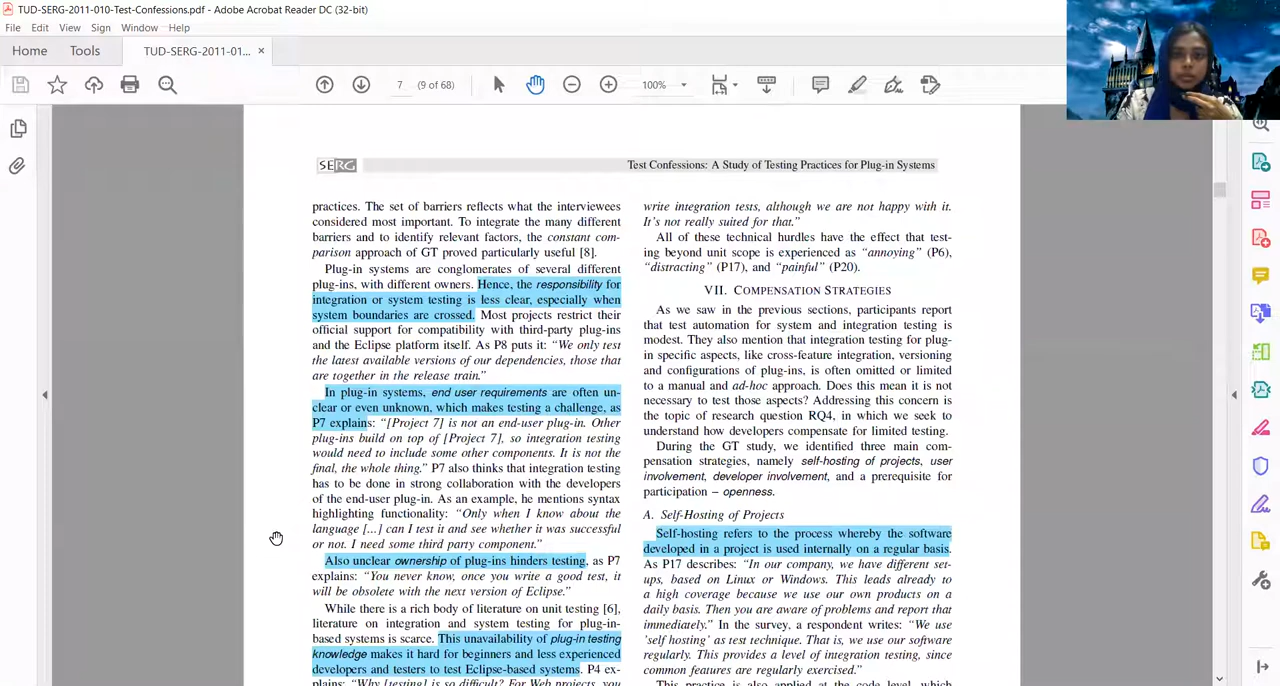 TUD-SERG-2011-010-Test-Confessions.pdf - Adobe Acrobat Reader DC (32-bit)
File Edit View Sign Window Help
Home Tools TUD-SERG-2011-01... ×
7 (9 of 68) 100%
SERG Test Confessions: A Study of Testing Practices for Plug-in Systems
practices. The set of barriers reflects what the interviewees
considered most important. To integrate the many different
barriers and to identify relevant factors, the constant com-
parison approach of GT proved particularly useful [8].
Plug-in systems are conglomerates of several different
plug-ins, with different owners. Hence, the responsibility for
integration or system testing is less clear, especially when
system boundaries are crossed. Most projects restrict their
official support for compatibility with third-party plug-ins
and the Eclipse platform itself. As P8 puts it: “We only test
the latest available versions of our dependencies, those that
are together in the release train.”
In plug-in systems, end user requirements are often un-
clear or even unknown, which makes testing a challenge, as
P7 explains: “[Project 7] is not an end-user plug-in. Other
plug-ins build on top of [Project 7], so integration testing
would need to include some other components. It is not the
final, the whole thing.” P7 also thinks that integration testing
has to be done in strong collaboration with the developers
of the end-user plug-in. As an example, he mentions syntax
highlighting functionality: “Only when I know about the
language [...] can I test it and see whether it was successful
or not. I need some third party component.”
Also unclear ownership of plug-ins hinders testing, as P7
explains: “You never know, once you write a good test, it
will be obsolete with the next version of Eclipse.”
While there is a rich body of literature on unit testing [6],
literature on integration and system testing for plug-in-
based systems is scarce. This unavailability of plug-in testing
knowledge makes it hard for beginners and less experienced
developers and testers to test Eclipse-based systems. P4 ex-
plains: “Why [testing] is so difficult? For Web projects, you
write integration tests, although we are not happy with it.
It’s not really suited for that.”
All of these technical hurdles have the effect that test-
ing beyond unit scope is experienced as “annoying” (P6),
“distracting” (P17), and “painful” (P20).
VII. COMPENSATION STRATEGIES
As we saw in the previous sections, participants report
that test automation for system and integration testing is
modest. They also mention that integration testing for plug-
in specific aspects, like cross-feature integration, versioning
and configurations of plug-ins, is often omitted or limited
to a manual and ad-hoc approach. Does this mean it is not
necessary to test those aspects? Addressing this concern is
the topic of research question RQ4, in which we seek to
understand how developers compensate for limited testing.
During the GT study, we identified three main com-
pensation strategies, namely self-hosting of projects, user
involvement, developer involvement, and a prerequisite for
participation – openness.
A. Self-Hosting of Projects
Self-hosting refers to the process whereby the software
developed in a project is used internally on a regular basis.
As P17 describes: “In our company, we have different set-
ups, based on Linux or Windows. This leads already to
a high coverage because we use our own products on a
daily basis. Then you are aware of problems and report that
immediately.” In the survey, a respondent writes: “We use
’self hosting’ as test technique. That is, we use our software
regularly. This provides a level of integration testing, since
common features are regularly exercised.”
This practice is also applied at the code level, which